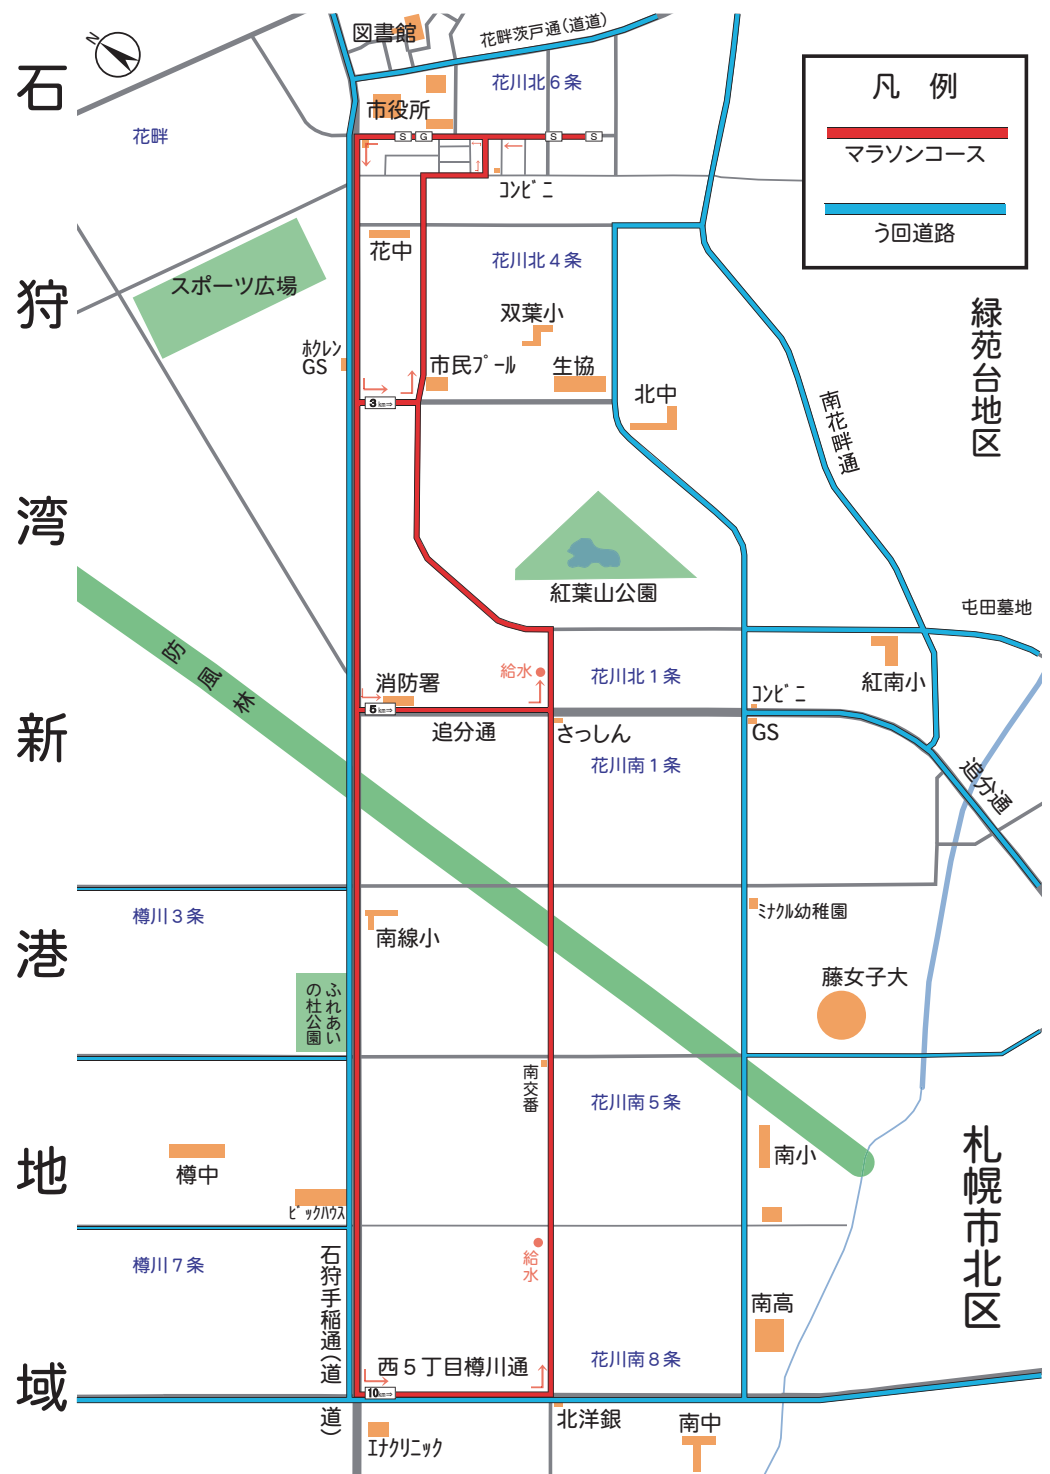 石狩湾新港地域
N
図書館
花畔茨戸通(道道)
花川北6条
市役所
花畔
S
G
S
S
コンビニ
凡 例
マラソンコース
う回道路
花中
花川北4条
スポーツ広場
双葉小
ホクレン
GS
市民プール
生協
北中
3km⇒
緑苑台地区
南花畔通
紅葉山公園
屯田墓地
防風林
給水
花川北1条
消防署
紅南小
コンビニ
5km⇒
追分通
さっしん
GS
花川南1条
追分通
樽川3条
南線小
ミナクル幼稚園
藤女子大
ふれあい
の杜公園
南交番
花川南5条
樽中
南小
札幌市北区
ビックハウス
樽川7条
石狩手稲通(道道)
給水
南高
西5丁目樽川通
花川南8条
10km⇒
北洋銀
南中
エナクリニック